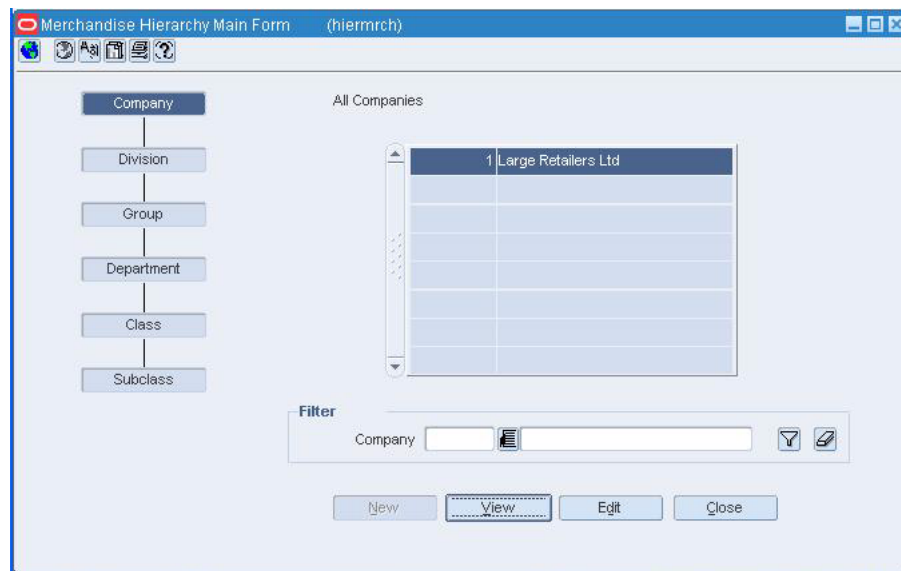 Merchandise Hierarchy Main Form (hiermrch)
Company
All Companies
1 Large Retailers Ltd
Division
Group
Department
Class
Subclass
Filter
Company
New View Edit Close